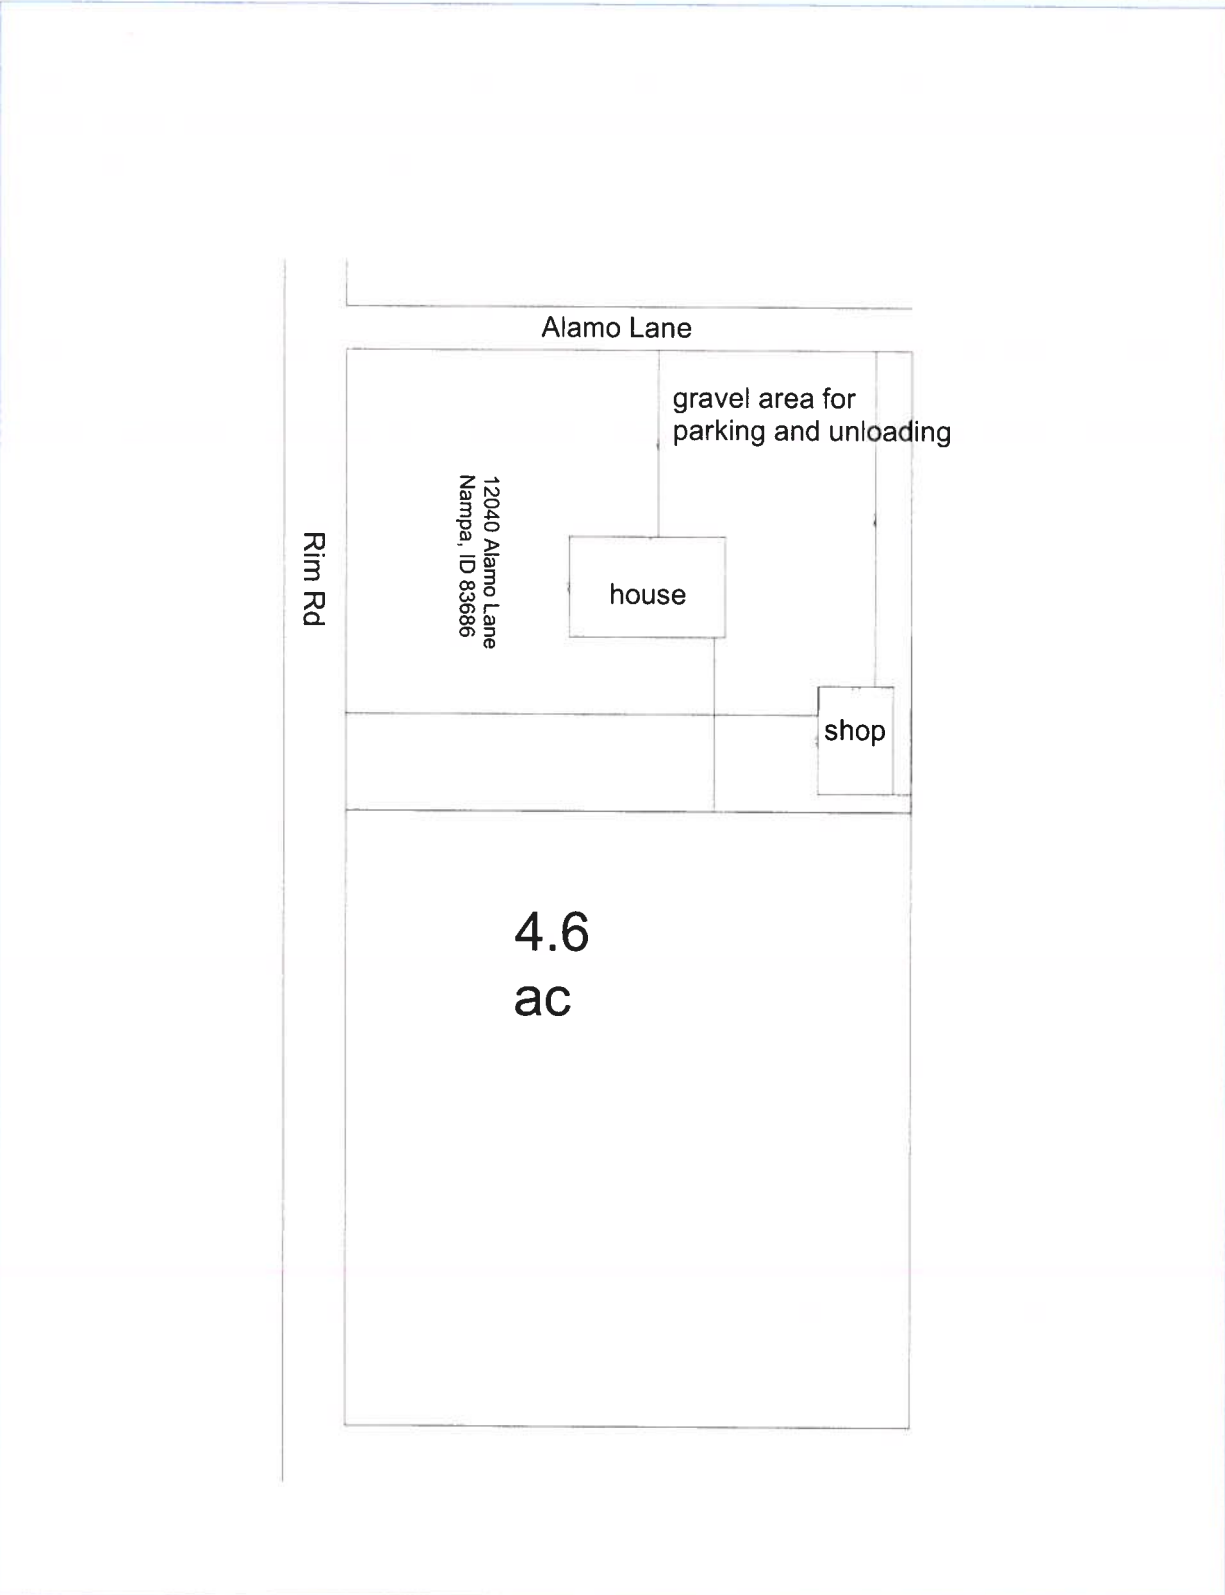 Alamo Lane
gravel area for
parking and unloading
12040 Alamo Lane
Nampa, ID 83686
Rim Rd
house
shop
4.6
ac